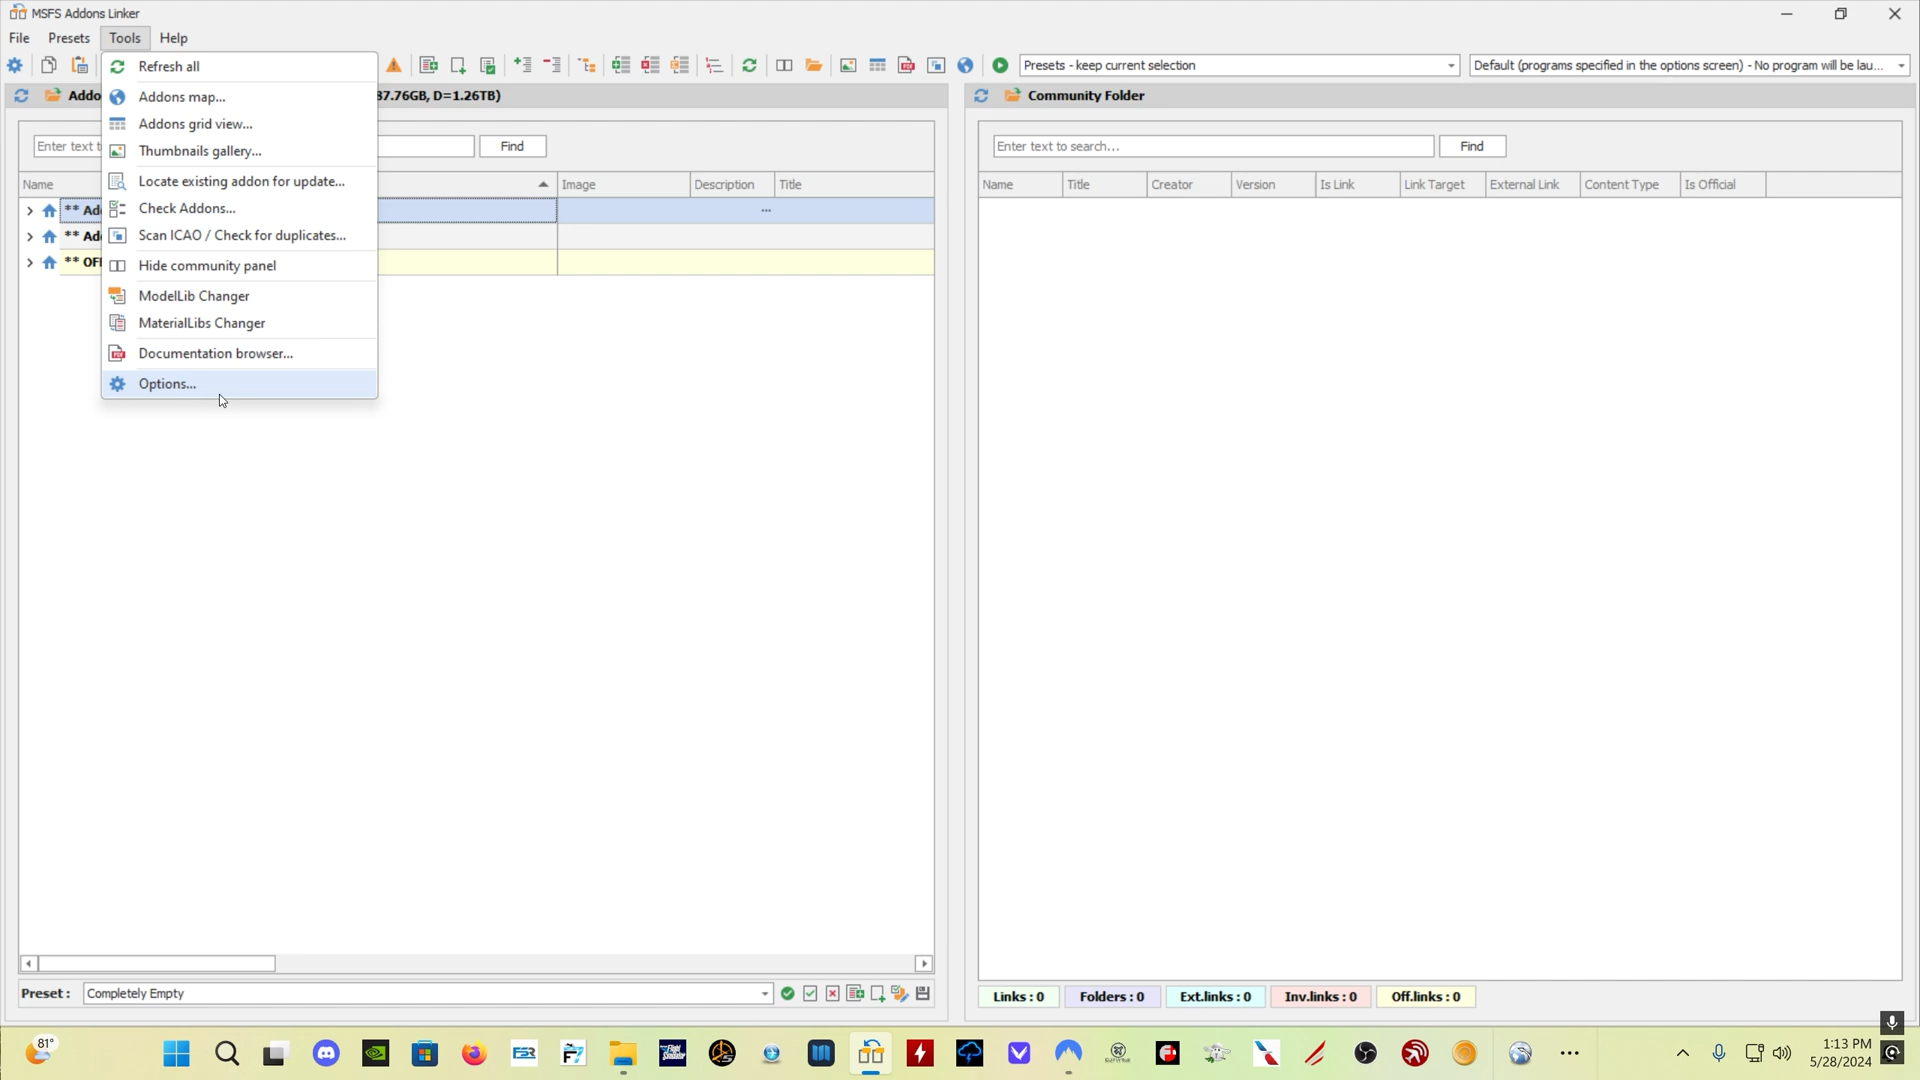 MSFS Addons Linker
File Presets Tools Help
Presets - keep current selection
Default (programs specified in the options screen) - No program will be lau...
Refresh all
Addons map...
Addons grid view...
Thumbnails gallery...
Locate existing addon for update...
Check Addons...
Scan ICAO / Check for duplicates...
Hide community panel
ModelLib Changer
MaterialLibs Changer
Documentation browser...
Options...
Addo 87.76GB, D=1.26TB)
Enter text t
Find
Name Image Description Title
** Ad
...
** Ad
** OFF
Community Folder
Enter text to search...
Find
Name Title Creator Version Is Link Link Target External Link Content Type Is Official
Preset : Completely Empty
Links : 0 Folders : 0 Ext.links : 0 Inv.links : 0 Off.links : 0
81°
FSR
1:13 PM
5/28/2024